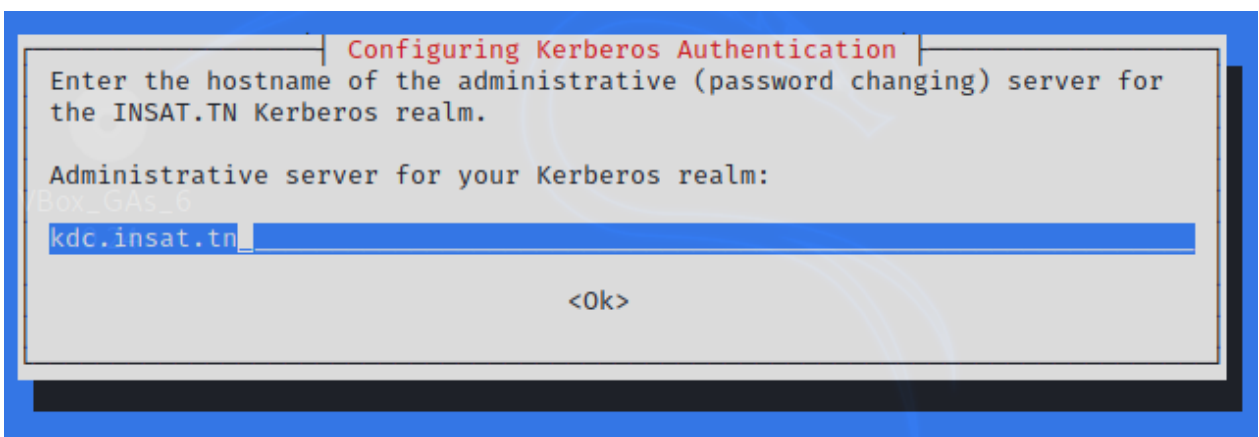 Configuring Kerberos Authentication
Enter the hostname of the administrative (password changing) server for
the INSAT.TN Kerberos realm.
Administrative server for your Kerberos realm:
/Box_GAs_6
kdc.insat.tn
<Ok>